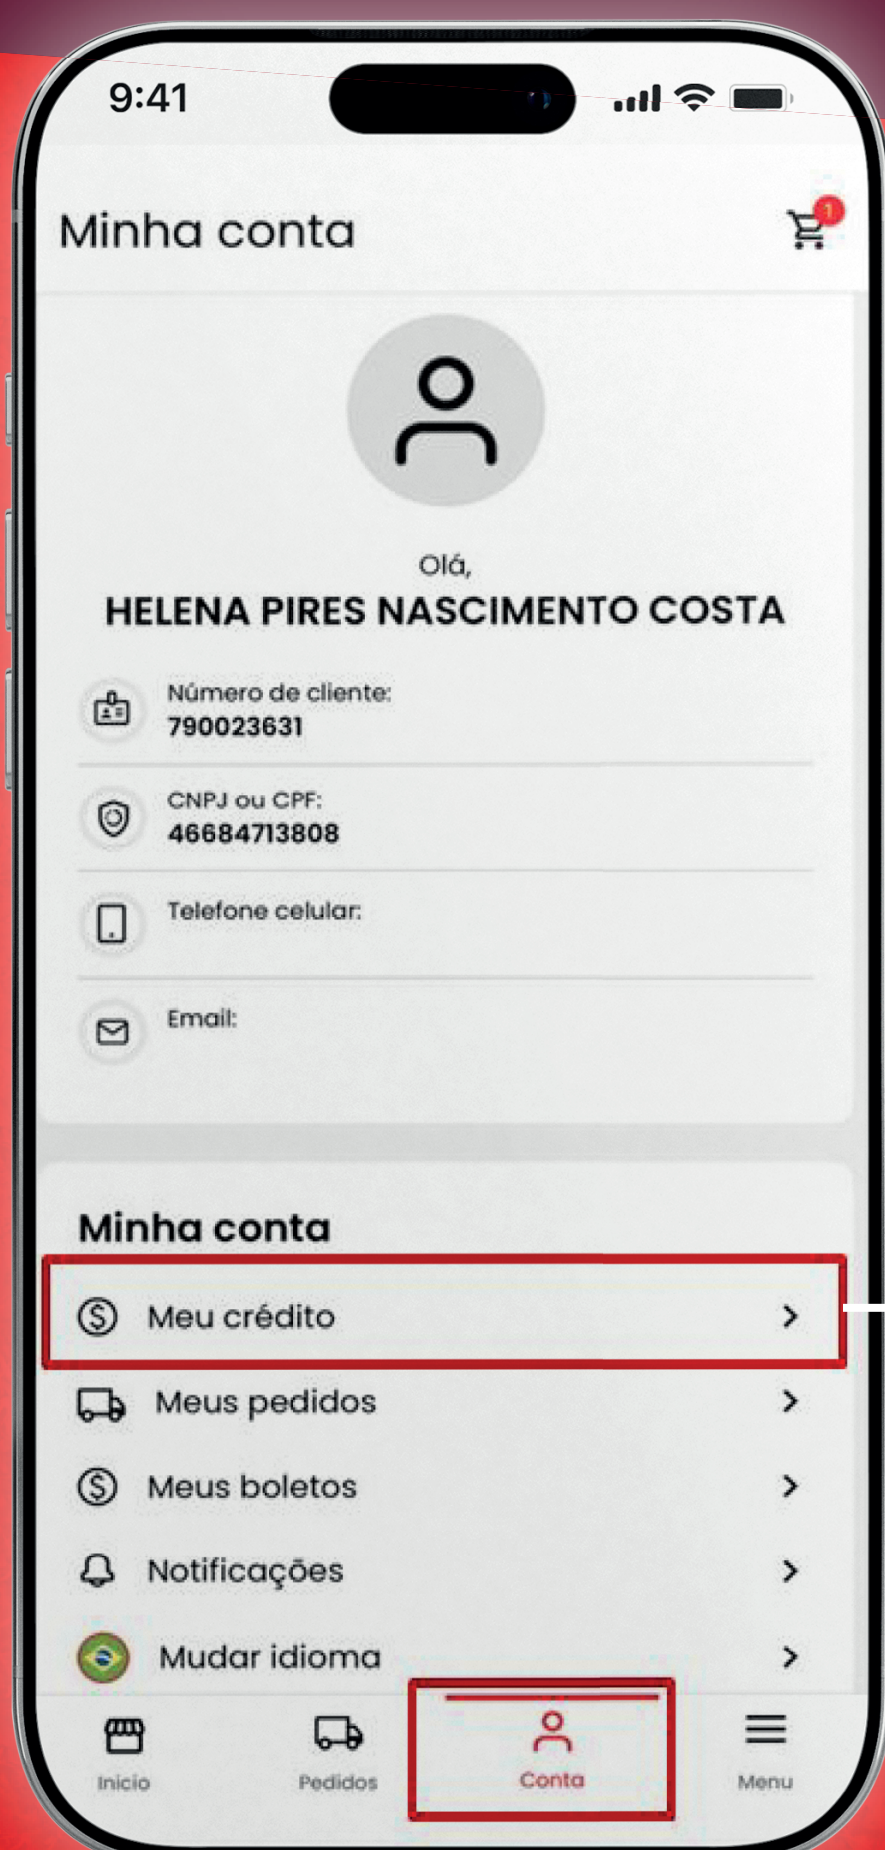 9:41
Minha conta
1
Olá,
HELENA PIRES NASCIMENTO COSTA
Número de cliente:
790023631
CNPJ ou CPF:
46684713808
Telefone celular:
Email:
Minha conta
Meu crédito
Meus pedidos
Meus boletos
Notificações
Mudar idioma
Inicio
Pedidos
Conta
Menu